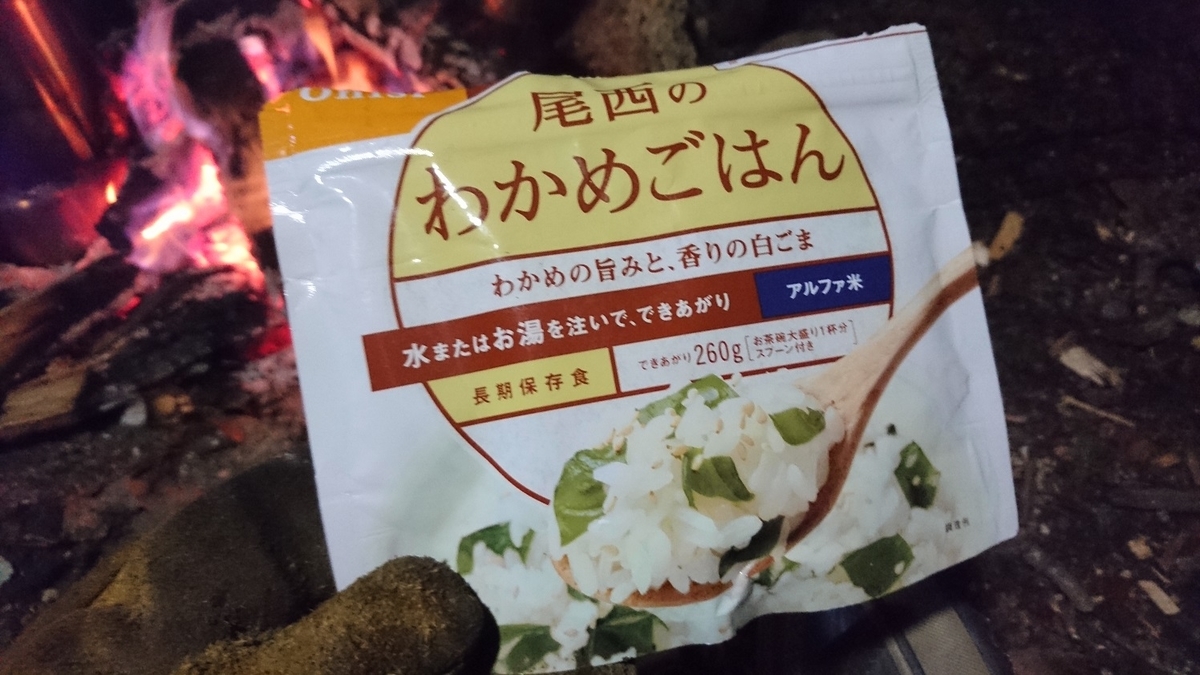 尾西の
わかめごはん
わかめの旨みと、香りの白ごま
水またはお湯を注いで、できあがり
アルファ米
長期保存食
できあがり260g
お茶碗大盛り1杯分
スプーン付き
調理例